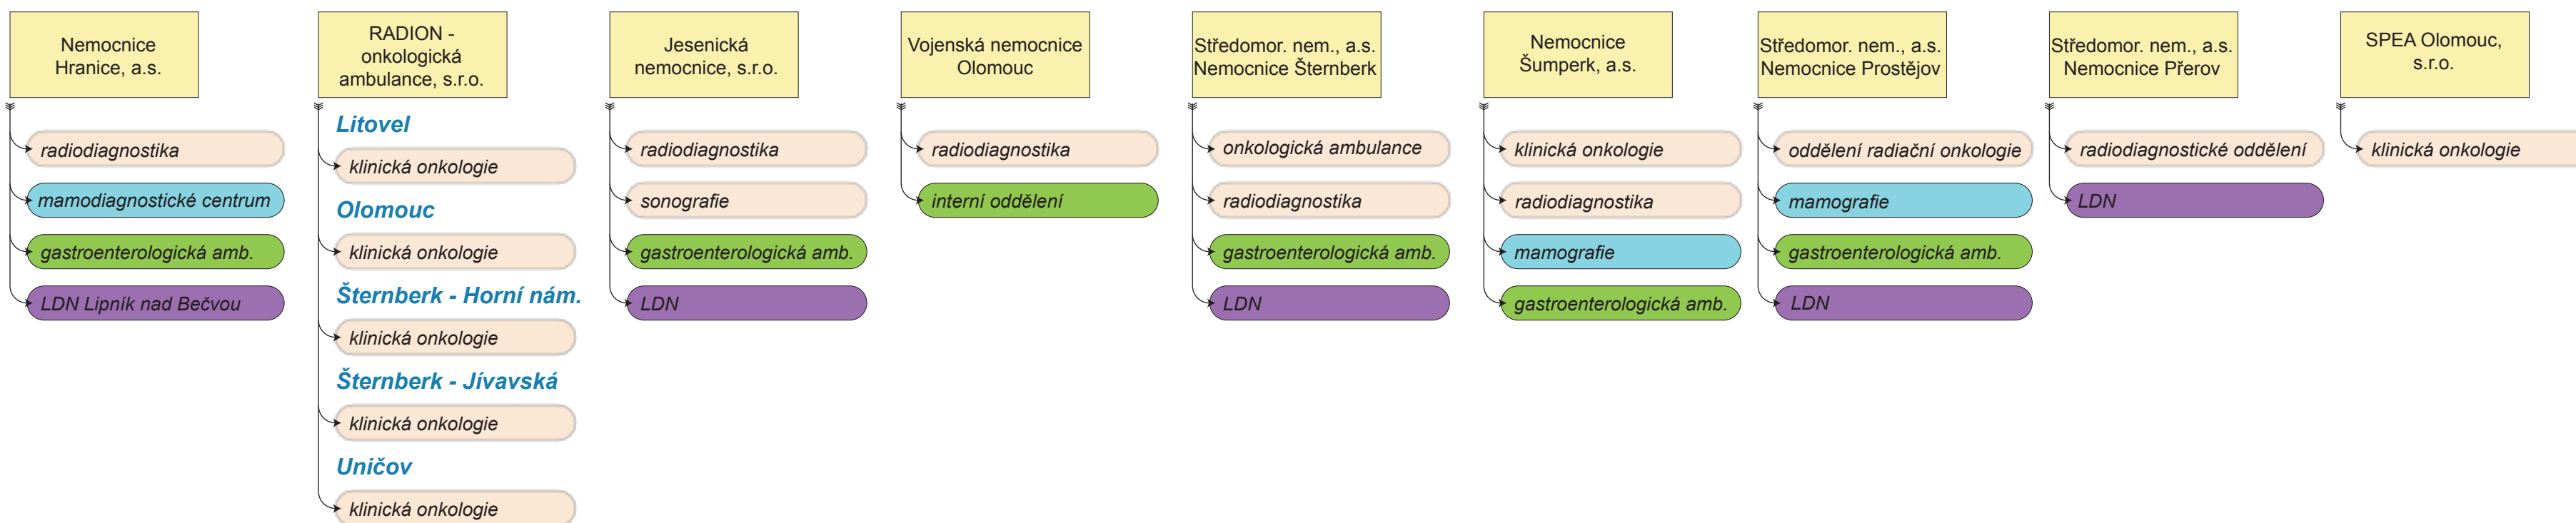 Nemocnice
Hranice, a.s.
radiodiagnostika
mamodiagnostické centrum
gastroenterologická amb.
LDN Lipník nad Bečvou
RADION -
onkologická
ambulance, s.r.o.
Litovel
klinická onkologie
Olomouc
klinická onkologie
Šternberk - Horní nám.
klinická onkologie
Šternberk - Jívavská
klinická onkologie
Uničov
klinická onkologie
Jesenická
nemocnice, s.r.o.
radiodiagnostika
sonografie
gastroenterologická amb.
LDN
Vojenská nemocnice
Olomouc
radiodiagnostika
interní oddělení
Středomor. nem., a.s.
Nemocnice Šternberk
onkologická ambulance
radiodiagnostika
gastroenterologická amb.
LDN
Nemocnice
Šumperk, a.s.
klinická onkologie
radiodiagnostika
mamografie
gastroenterologická amb.
Středomor. nem., a.s.
Nemocnice Prostějov
oddělení radiační onkologie
mamografie
gastroenterologická amb.
LDN
Středomor. nem., a.s.
Nemocnice Přerov
radiodiagnostické oddělení
LDN
SPEA Olomouc,
s.r.o.
klinická onkologie